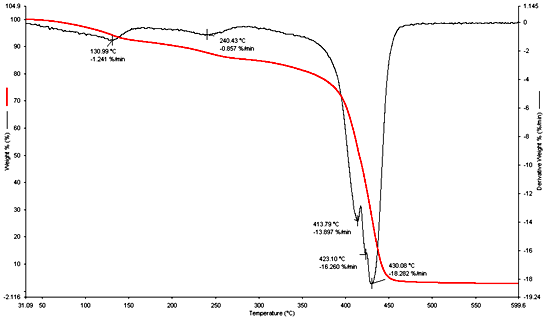 104.9
1.145
100
90
80
70
60
50
40
30
20
10
-2.116
Weight % (%)
130.99 °C
-1.241 %/min
240.43 °C
-0.857 %/min
413.79 °C
-13.897 %/min
423.10 °C
-16.260 %/min
430.08 °C
-18.282 %/min
0
-2
-4
-6
-8
-10
-12
-14
-16
-18
-19.24
Derivative Weight % (%/min)
31.09
50
100
150
200
250
300
350
400
450
500
550
599.6
Temperature (°C)